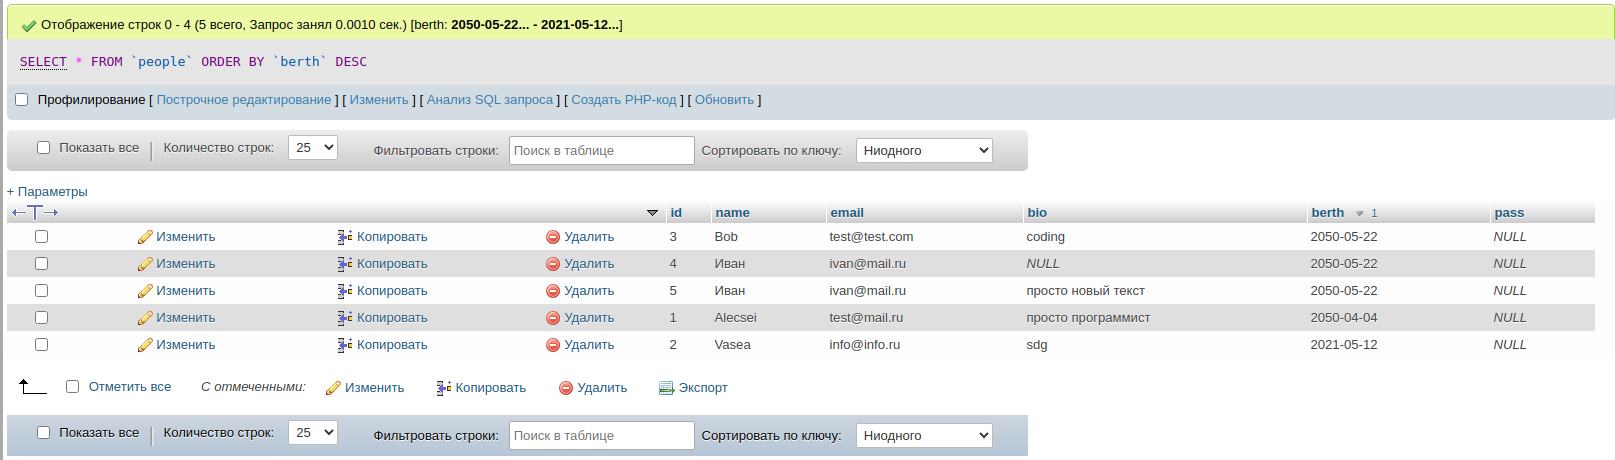 Отображение строк 0 - 4 (5 всего, Запрос занял 0.0010 сек.) [berth: 2050-05-22... - 2021-05-12...]
SELECT * FROM `people` ORDER BY `berth` DESC
Профилирование [ Построчное редактирование ] [ Изменить ] [ Анализ SQL запроса ] [ Создать PHP-код ] [ Обновить ]
Показать все | Количество строк: 25 Фильтровать строки: Поиск в таблице Сортировать по ключу: Ниодного
+ Параметры
←T→ id name email bio berth 1 pass
Изменить Копировать Удалить 3 Bob test@test.com coding 2050-05-22 NULL
Изменить Копировать Удалить 4 Иван ivan@mail.ru NULL 2050-05-22 NULL
Изменить Копировать Удалить 5 Иван ivan@mail.ru просто новый текст 2050-05-22 NULL
Изменить Копировать Удалить 1 Alecsei test@mail.ru просто программист 2050-04-04 NULL
Изменить Копировать Удалить 2 Vasea info@info.ru sdg 2021-05-12 NULL
Отметить все С отмеченными: Изменить Копировать Удалить Экспорт
Показать все | Количество строк: 25 Фильтровать строки: Поиск в таблице Сортировать по ключу: Ниодного